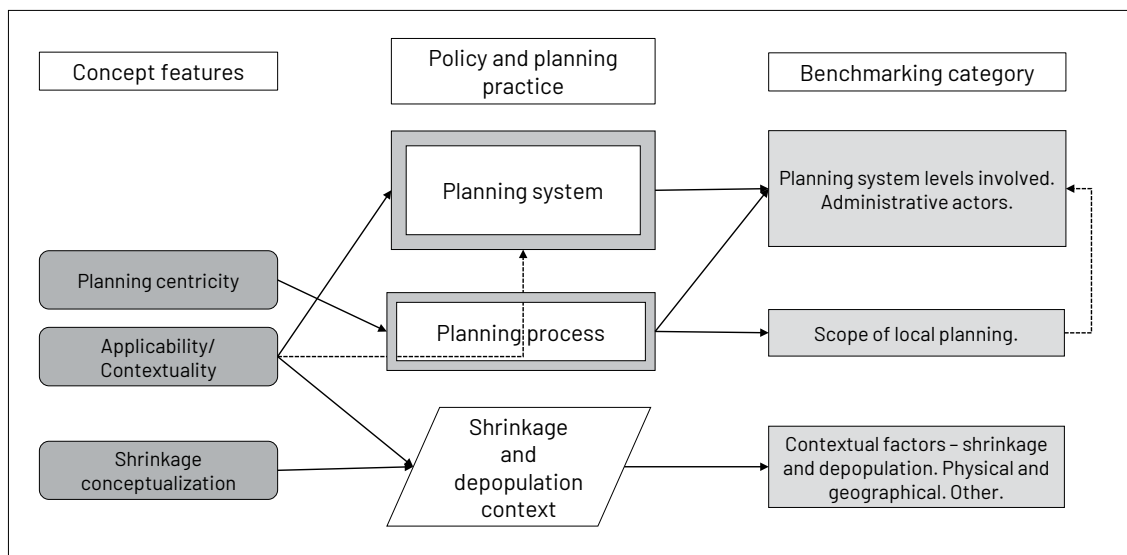 Concept features
Policy and planning
practice
Benchmarking category
Planning system
Planning system levels involved.
Administrative actors.
Planning centricity
Planning process
Scope of local planning.
Applicability/
Contextuality
Shrinkage
conceptualization
Shrinkage
and
depopulation
context
Contextual factors – shrinkage
and depopulation. Physical and
geographical. Other.